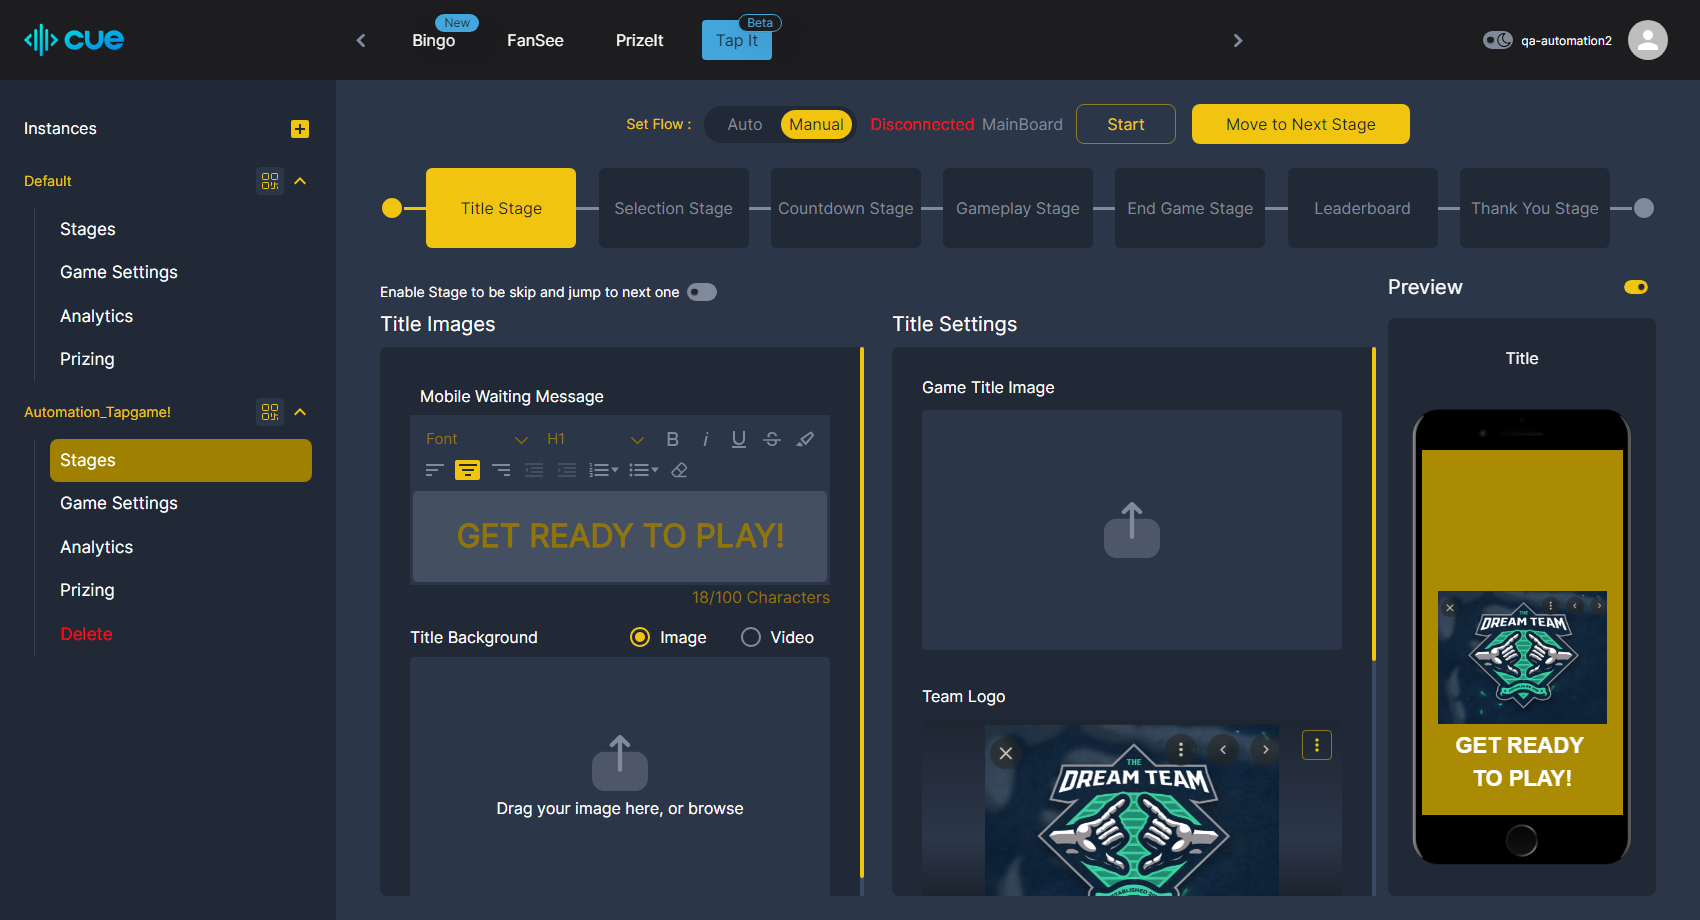 cue
Bingo
New
FanSee
PrizeIt
Tap It
Beta
qa-automation2
Instances
Default
Stages
Game Settings
Analytics
Prizing
Automation_Tapgame!
Stages
Game Settings
Analytics
Prizing
Delete
Set Flow :
Auto
Manual
Disconnected MainBoard
Start
Move to Next Stage
Title Stage
Selection Stage
Countdown Stage
Gameplay Stage
End Game Stage
Leaderboard
Thank You Stage
Enable Stage to be skip and jump to next one
Title Images
Mobile Waiting Message
Font
H1
B i U S
GET READY TO PLAY!
18/100 Characters
Title Background
Image
Video
Drag your image here, or browse
Title Settings
Game Title Image
Team Logo
THE
DREAM TEAM
Preview
Title
THE
DREAM TEAM
GET READY
TO PLAY!